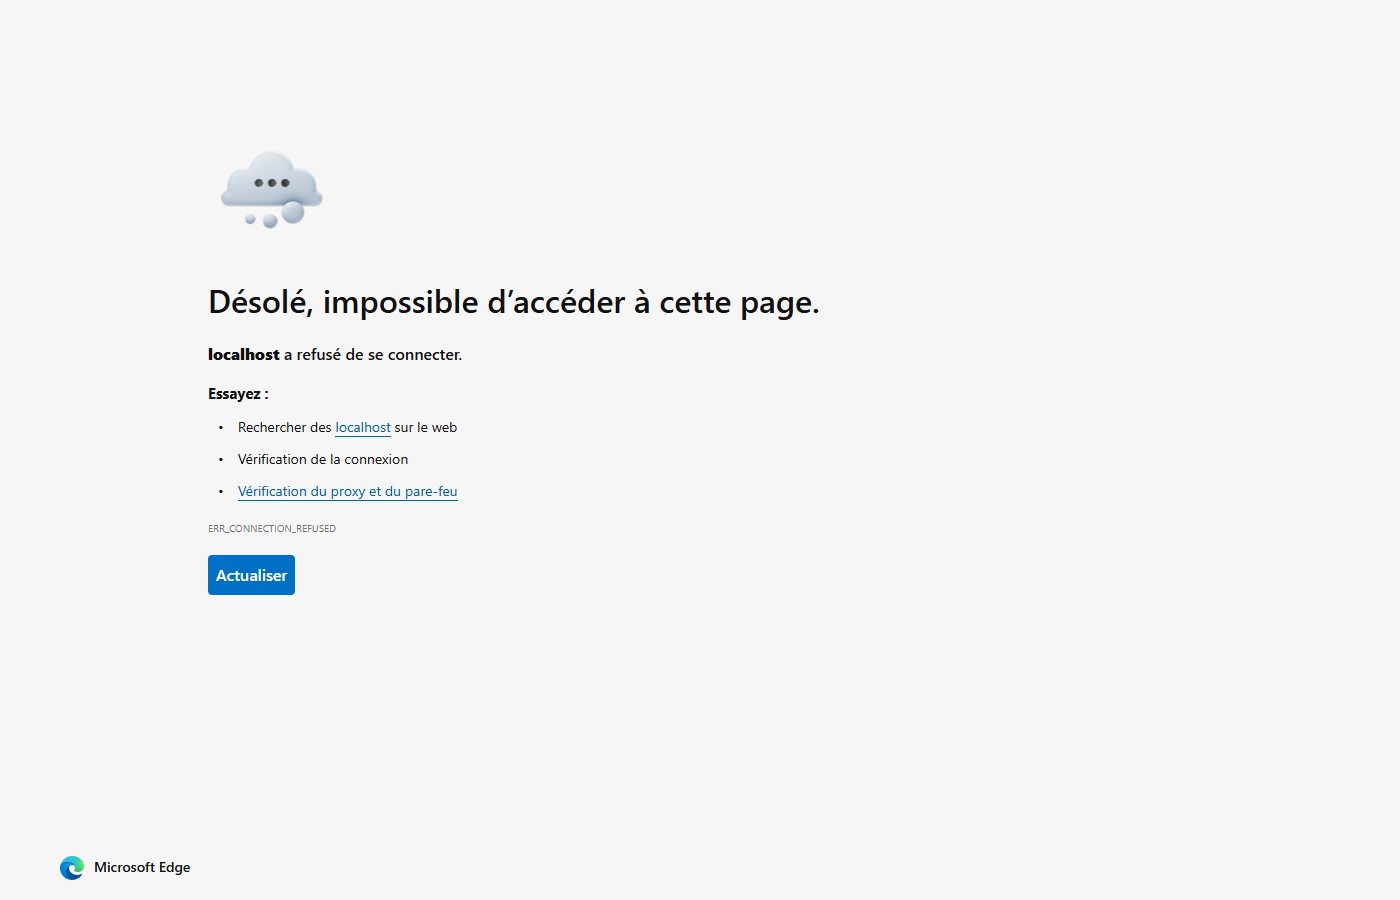 Désolé, impossible d’accéder à cette page.
localhost a refusé de se connecter.
Essayez :
• Rechercher des localhost sur le web
• Vérification de la connexion
• Vérification du proxy et du pare-feu
ERR_CONNECTION_REFUSED
Actualiser
Microsoft Edge